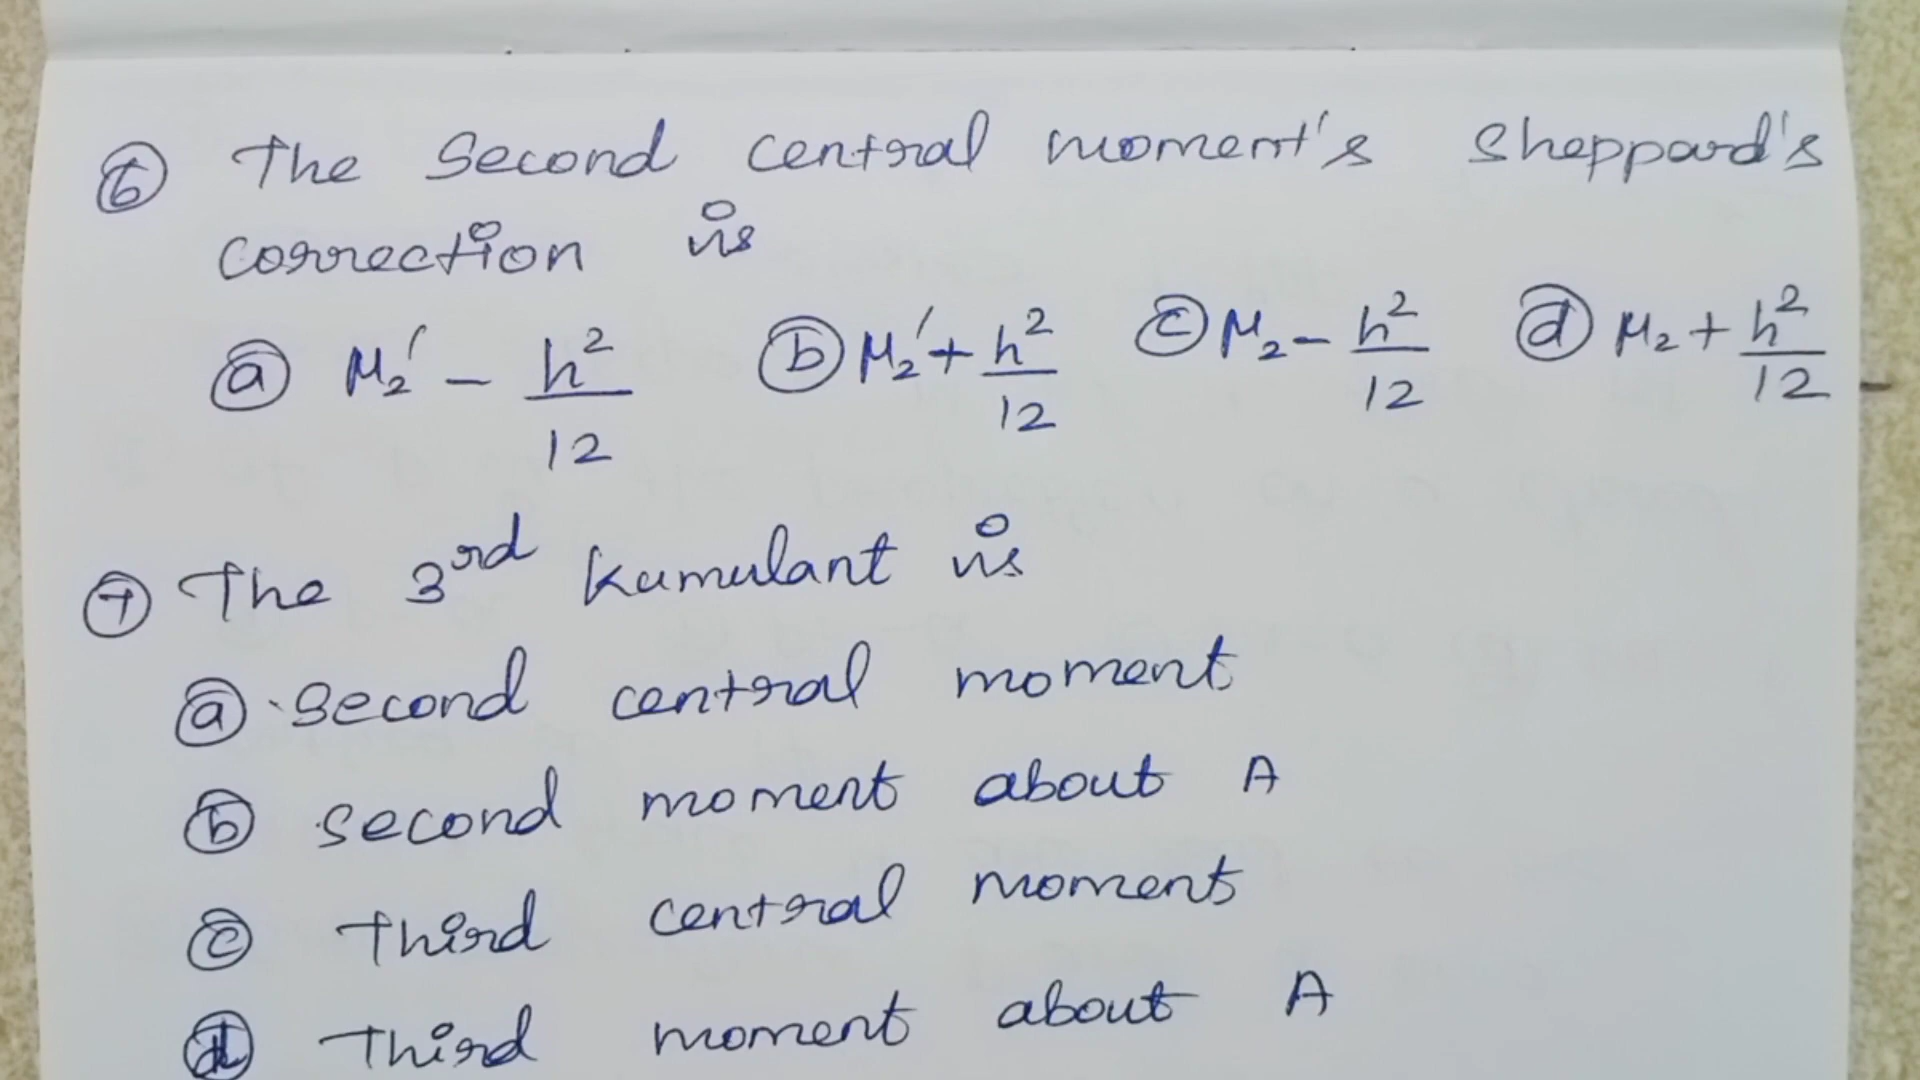 ⑥ The Second central moment's Sheppard's
correction is
ⓐ μ₂′ − h²/12 ⓑ μ₂′ + h²/12 ⓒ μ₂ − h²/12 ⓓ μ₂ + h²/12
⑦ The 3rd Kumulant is
ⓐ Second central moment
ⓑ Second moment about A
ⓒ Third central moment
ⓓ Third moment about A